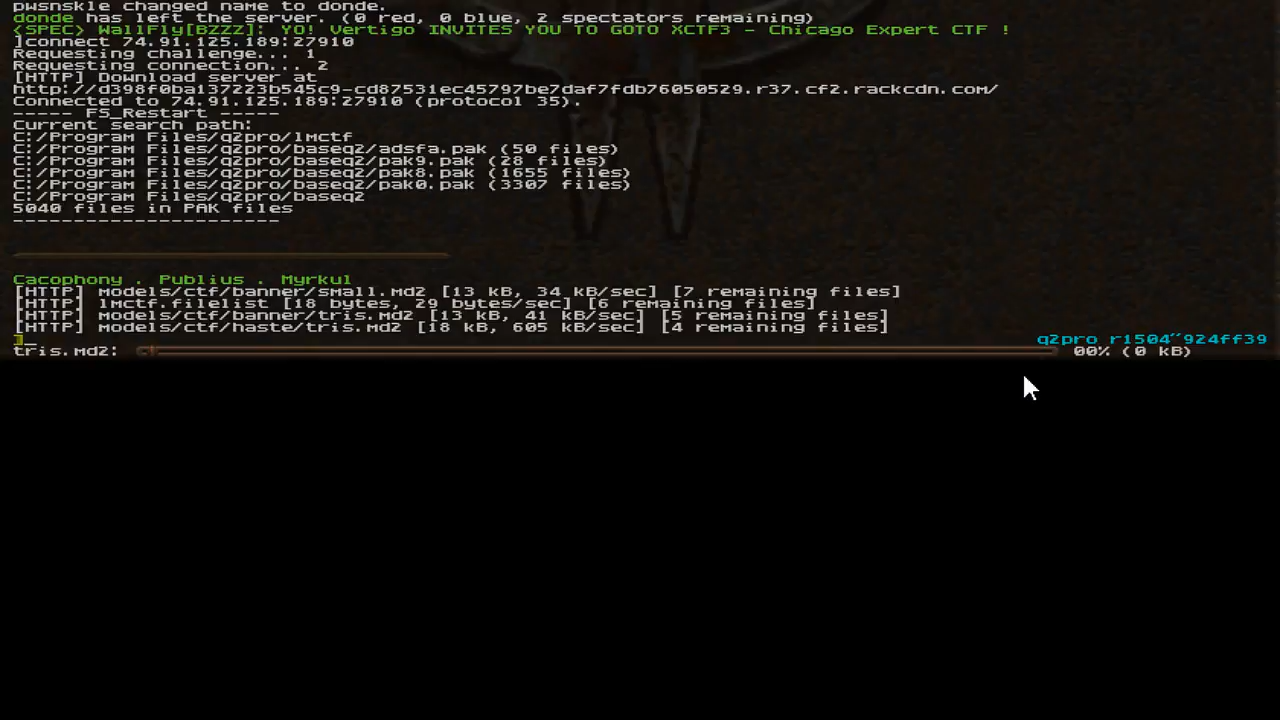 pwsnskle changed name to donde.
donde has left the server. (0 red, 0 blue, 2 spectators remaining)
(SPEC) WallFly[BZZZ]: YO! Vertigo INVITES YOU TO GOTO XCTF3 - Chicago Expert CTF !
]connect 74.91.125.189:27910
Requesting challenge... 1
Requesting connection... 2
[HTTP] Download server at
http://d398f0ba137223b545c9-cd87531ec45797be7daf7fdb76050529.r37.cf2.rackcdn.com/
Connected to 74.91.125.189:27910 (protocol 35).
----- FS_Restart -----
Current search path:
C:/Program Files/q2pro/lmctf
C:/Program Files/q2pro/baseq2/adsfa.pak (50 files)
C:/Program Files/q2pro/baseq2/pak9.pak (28 files)
C:/Program Files/q2pro/baseq2/pak8.pak (1655 files)
C:/Program Files/q2pro/baseq2/pak0.pak (3307 files)
C:/Program Files/q2pro/baseq2
5040 files in PAK files
----------------------
Cacophony . Publius . Myrkul
[HTTP] models/ctf/banner/small.md2 [13 kB, 34 kB/sec] [7 remaining files]
[HTTP] lmctf.filelist [18 bytes, 29 bytes/sec] [6 remaining files]
[HTTP] models/ctf/banner/tris.md2 [13 kB, 41 kB/sec] [5 remaining files]
[HTTP] models/ctf/haste/tris.md2 [18 kB, 605 kB/sec] [4 remaining files]
]_
q2pro r1504~924ff39
tris.md2: 00% (0 kB)